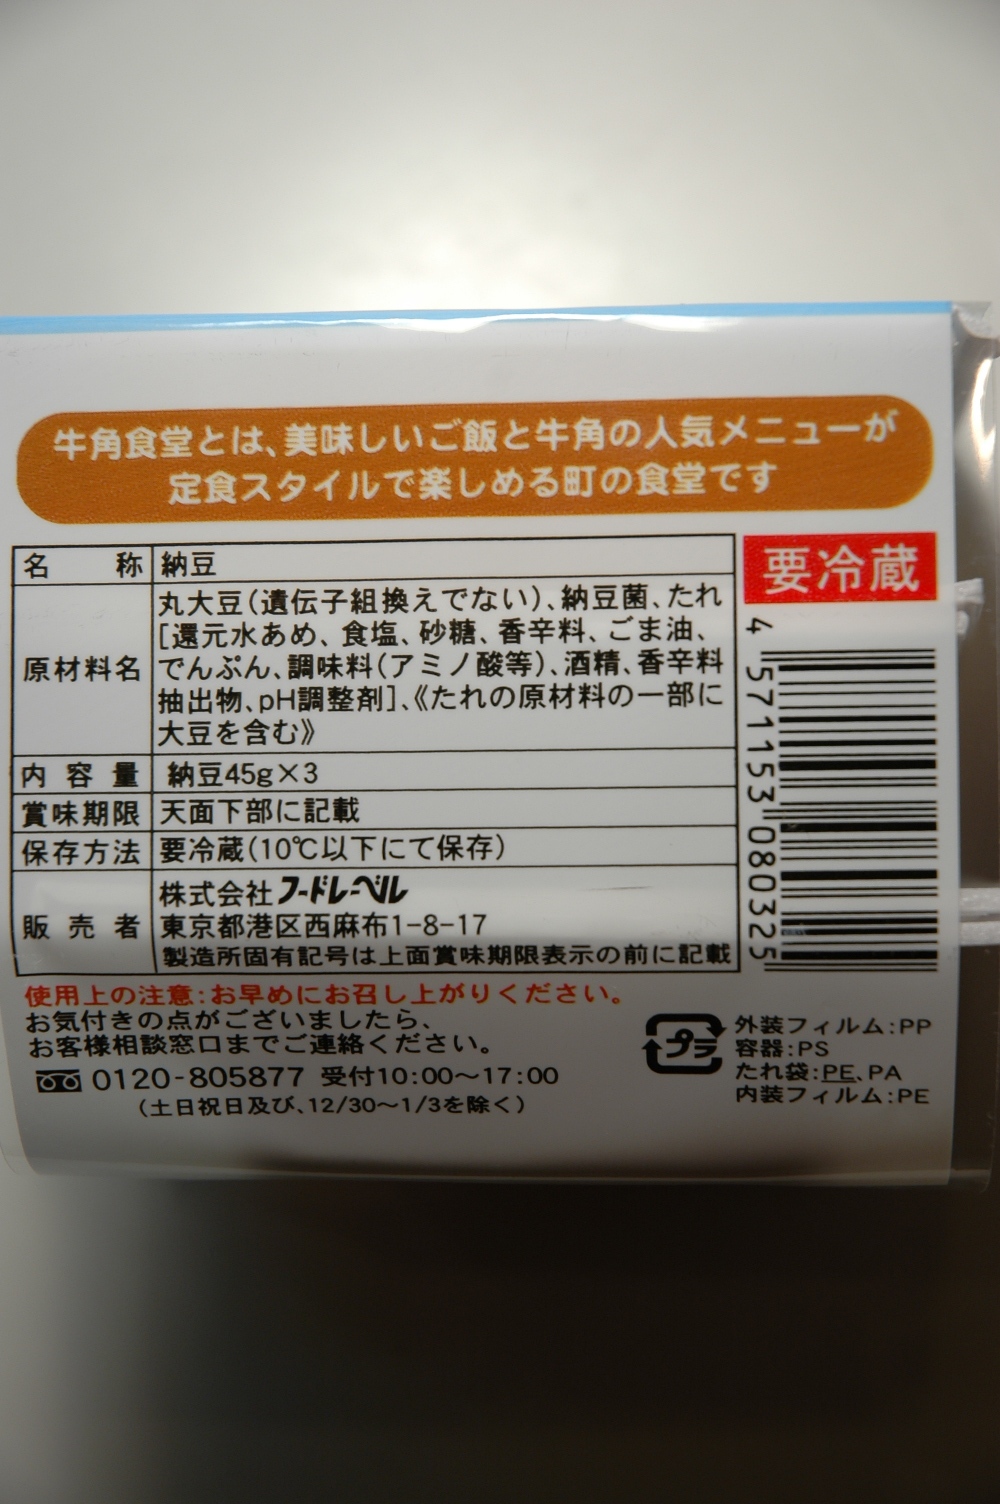 牛角食堂とは、美味しいご飯と牛角の人気メニューが
定食スタイルで楽しめる町の食堂です
要冷蔵
名称 納豆
原材料名 丸大豆(遺伝子組換えでない)、納豆菌、たれ
[還元水あめ、食塩、砂糖、香辛料、ごま油、
でんぷん、調味料(アミノ酸等)、酒精、香辛料
抽出物、pH調整剤]、《たれの原材料の一部に
大豆を含む》
内容量 納豆45g×3
賞味期限 天面下部に記載
保存方法 要冷蔵(10℃以下にて保存)
販売者 株式会社フードレーベル
東京都港区西麻布1-8-17
製造所固有記号は上面賞味期限表示の前に記載
4 571153 080325
使用上の注意:お早めにお召し上がりください。
お気付きの点がございましたら、
お客様相談窓口までご連絡ください。
0120-805877 受付10:00～17:00
(土日祝日及び、12/30～1/3を除く)
プラ
外装フィルム:PP
容器:PS
たれ袋:PE、PA
内装フィルム:PE